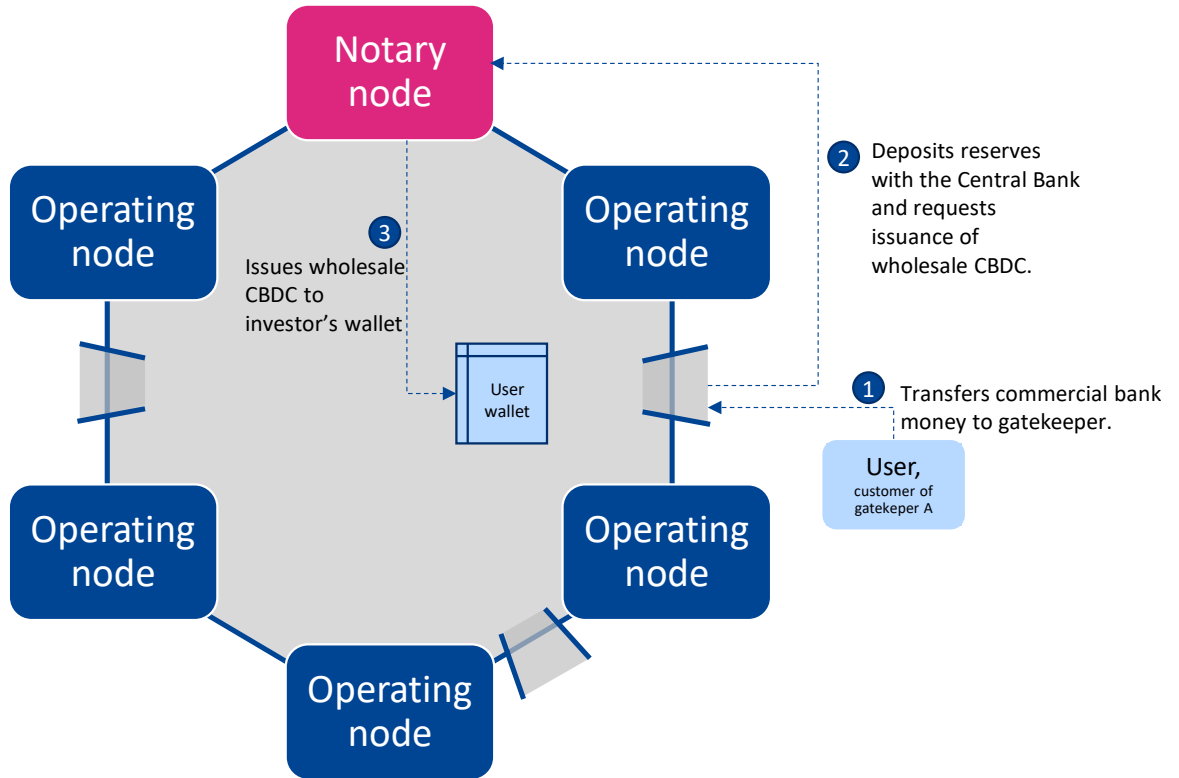 Notary
node
2
Deposits reserves
with the Central Bank
and requests
issuance of
wholesale CBDC.
Operating
node
Operating
node
3
Issues wholesale
CBDC to
investor’s wallet
User
wallet
1
Transfers commercial bank
money to gatekeeper.
User,
customer of
gatekeper A
Operating
node
Operating
node
Operating
node